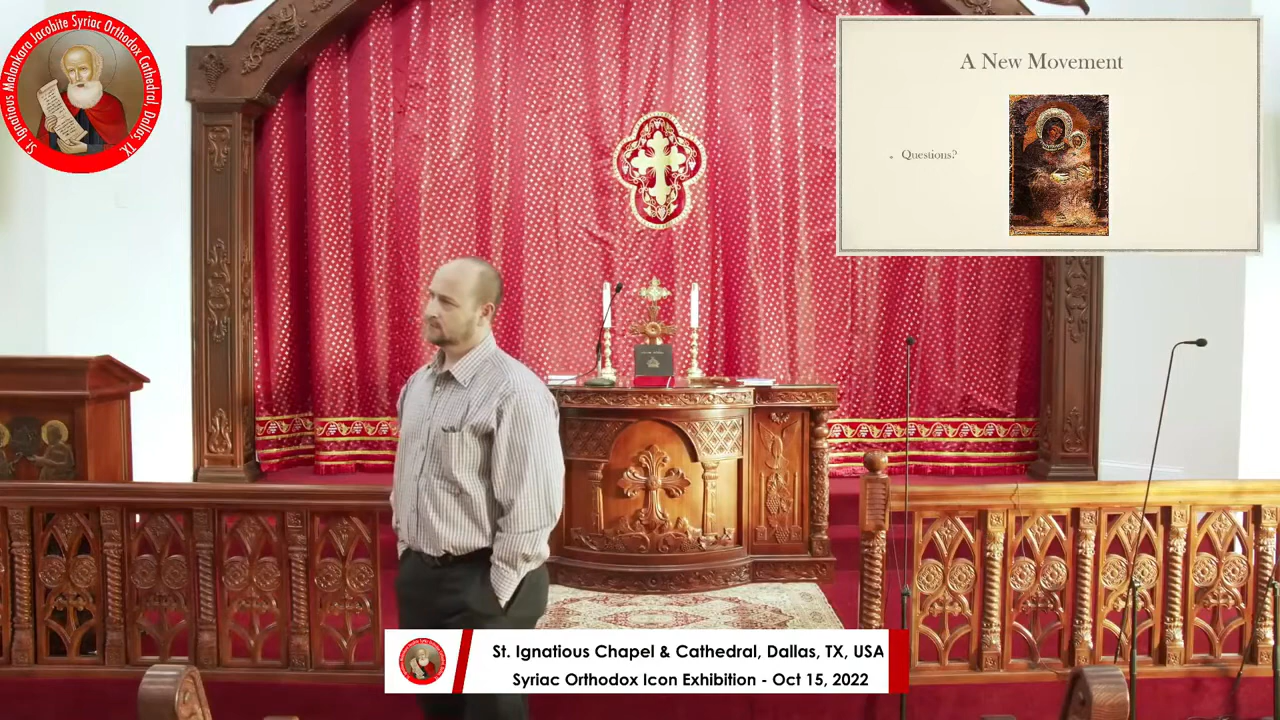 St. Ignatious Malankara Jacobite Syriac Orthodox Cathedral, Dallas, TX,
A New Movement
Questions?
St. Ignatious Chapel & Cathedral, Dallas, TX, USA
Syriac Orthodox Icon Exhibition - Oct 15, 2022